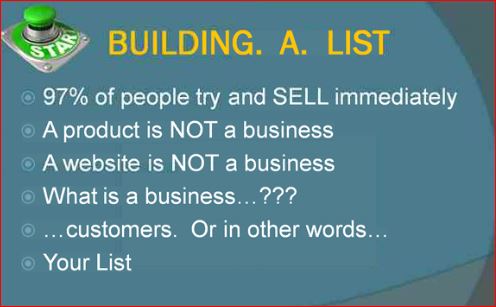 START
BUILDING. A. LIST
97% of people try and SELL immediately
A product is NOT a business
A website is NOT a business
What is a business…???
…customers. Or in other words…
Your List